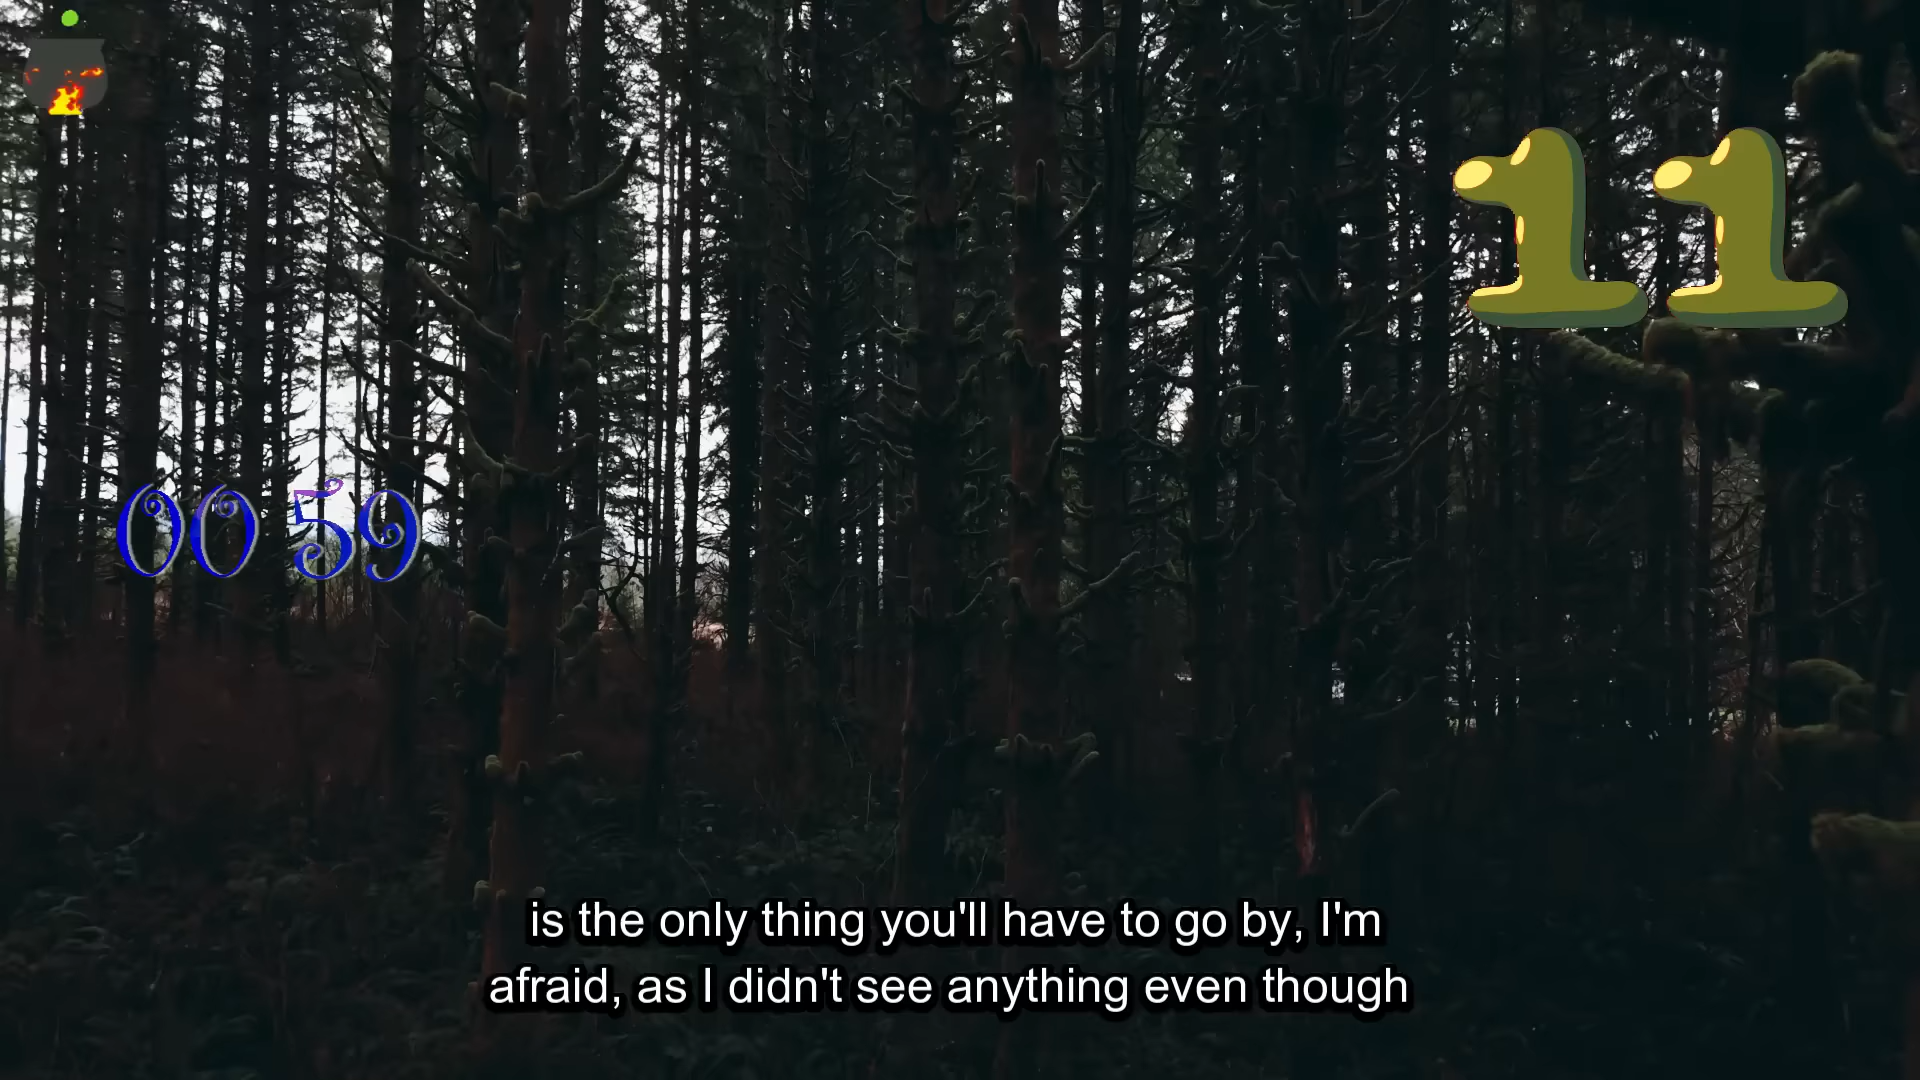 11
00 59
is the only thing you'll have to go by, I'm
afraid, as I didn't see anything even though